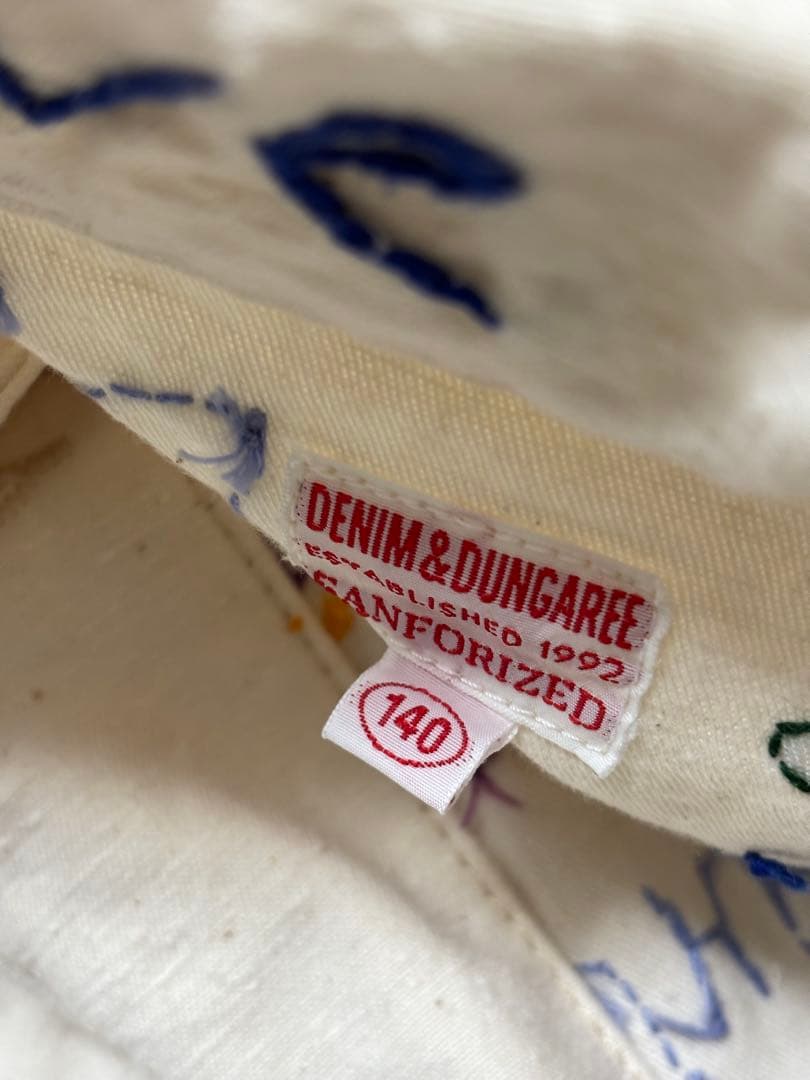 DENIM & DUNGAREE
ESTABLISHED 1992
SANFORIZED
140